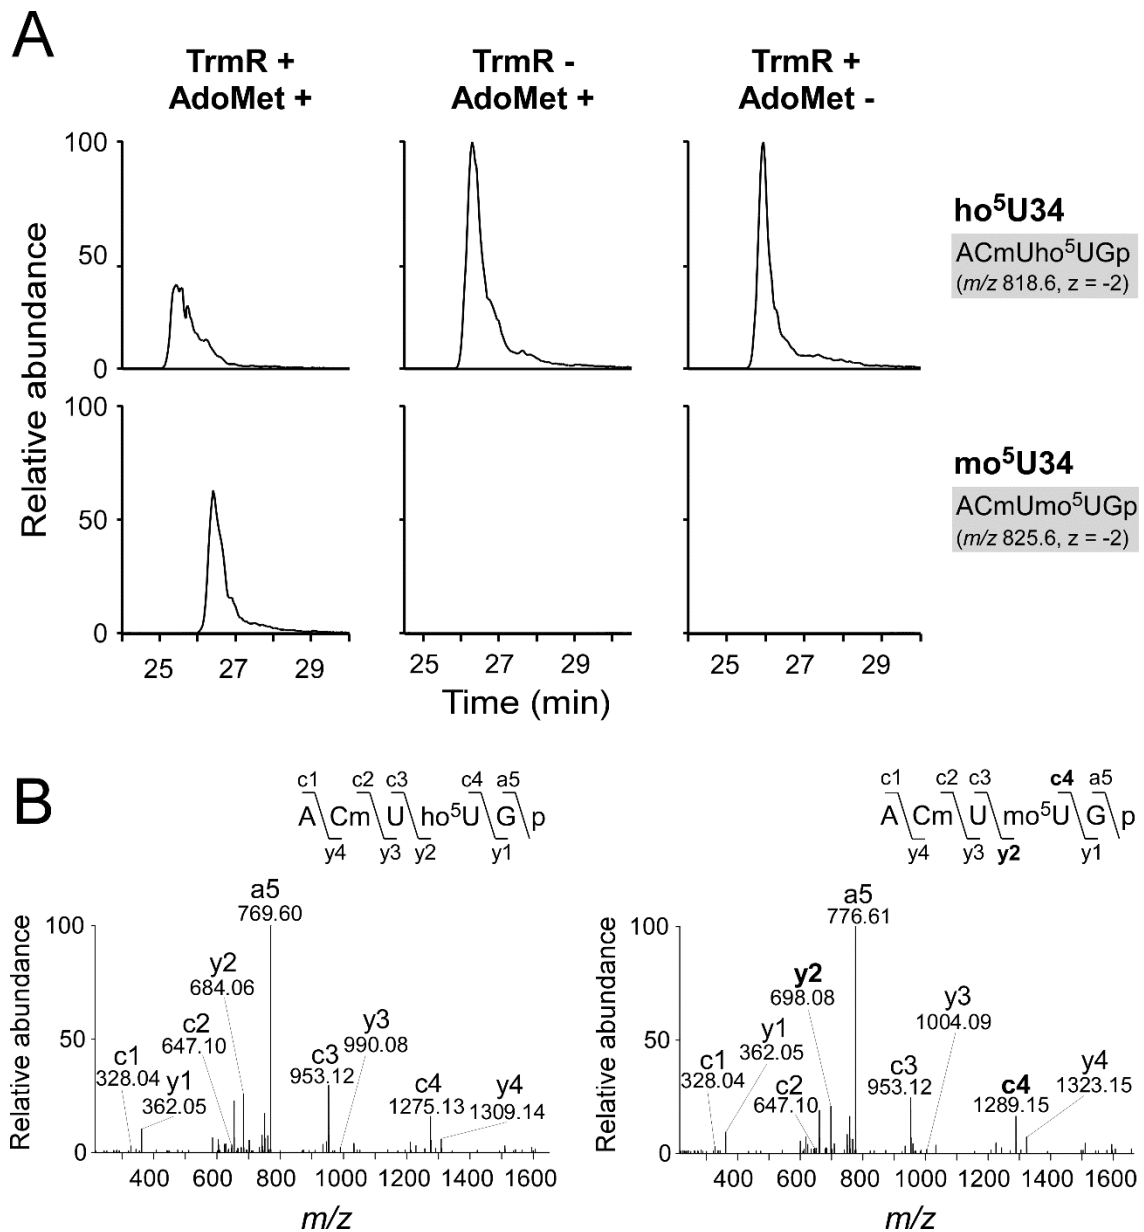 A
TrmR +
AdoMet +
TrmR -
AdoMet +
TrmR +
AdoMet -
Relative abundance
100
50
0
ho⁵U34
ACmUho⁵UGp
(m/z 818.6, z = -2)
100
50
0
mo⁵U34
ACmUmo⁵UGp
(m/z 825.6, z = -2)
25 27 29
25 27 29
25 27 29
Time (min)
B
c1 c2 c3 c4 a5
A Cm U ho⁵U G p
y4 y3 y2 y1
Relative abundance
100
50
0
a5
769.60
y2
684.06
c2
647.10
c1
328.04
y1
362.05
c3
953.12
y3
990.08
c4
1275.13
y4
1309.14
400 600 800 1000 1200 1400 1600
m/z
c1 c2 c3 c4 a5
A Cm U mo⁵U G p
y4 y3 y2 y1
Relative abundance
100
50
0
a5
776.61
y2
698.08
y1
362.05
c1
328.04
c2
647.10
c3
953.12
y3
1004.09
c4
1289.15
y4
1323.15
400 600 800 1000 1200 1400 1600
m/z